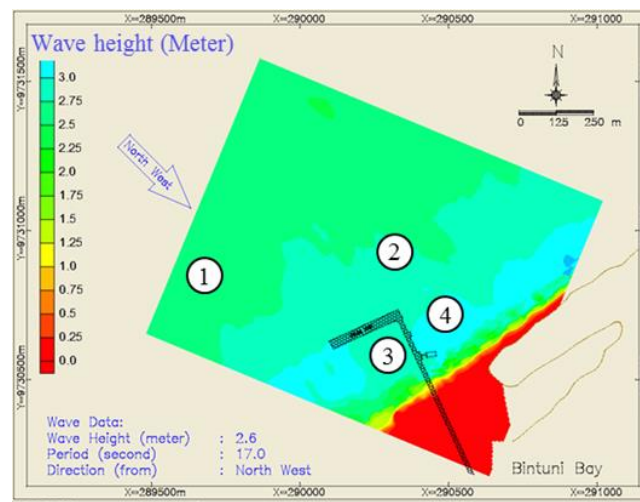 X=289500m X=290000 X=290500 X=291000
Wave height (Meter)
Y=9731500m
Y=9731000
Y=9730500
3.0
2.75
2.5
2.25
2.0
1.75
1.5
1.25
1.0
0.75
0.5
0.25
0.0
N
0 125 250 m
North West
1
2
3
4
Wave Data:
Wave Height (meter) : 2.6
Period (second) : 17.0
Direction (from) : North West
Bintuni Bay
X=289500m X=290000 X=290500 X=291000